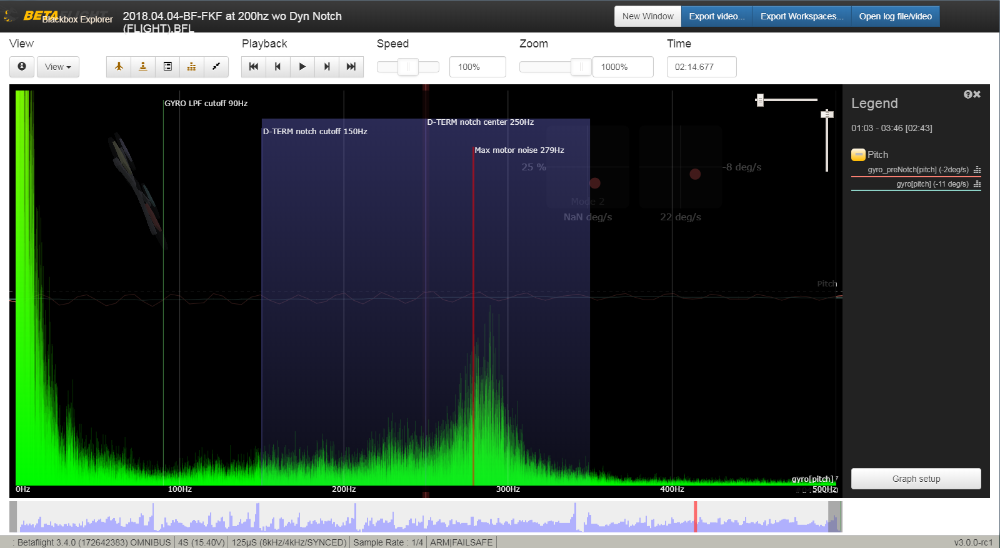 BETAFLIGHT
Blackbox Explorer
2018.04.04-BF-FKF at 200hz wo Dyn Notch
(FLIGHT).BFL
New Window
Export video...
Export Workspaces...
Open log file/video
View
Playback
Speed
Zoom
Time
View
100%
1000%
02:14.677
GYRO LPF cutoff 90Hz
D-TERM notch center 250Hz
D-TERM notch cutoff 150Hz
Max motor noise 279Hz
25 %
-8 deg/s
Mode 2
NaN deg/s
22 deg/s
Pitch
gyro[pitch]
0Hz
100Hz
200Hz
300Hz
400Hz
500Hz
Legend
01:03 - 03:46 [02:43]
Pitch
gyro_preNotch[pitch] (-2deg/s)
gyro[pitch] (-11 deg/s)
Graph setup
: Betaflight 3.4.0 (172642383) OMNIBUS
4S (15.40V)
125µS (8kHz/4kHz/SYNCED)
Sample Rate : 1/4
ARM|FAILSAFE
v3.0.0-rc1